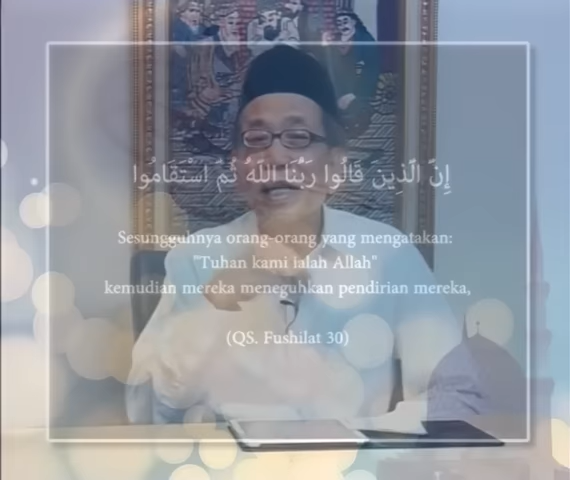 إِنَّ الَّذِينَ قَالُوا رَبُّنَا اللَّهُ ثُمَّ اسْتَقَامُوا
Sesungguhnya orang-orang yang mengatakan:
"Tuhan kami ialah Allah"
kemudian mereka meneguhkan pendirian mereka,
(QS. Fushilat 30)